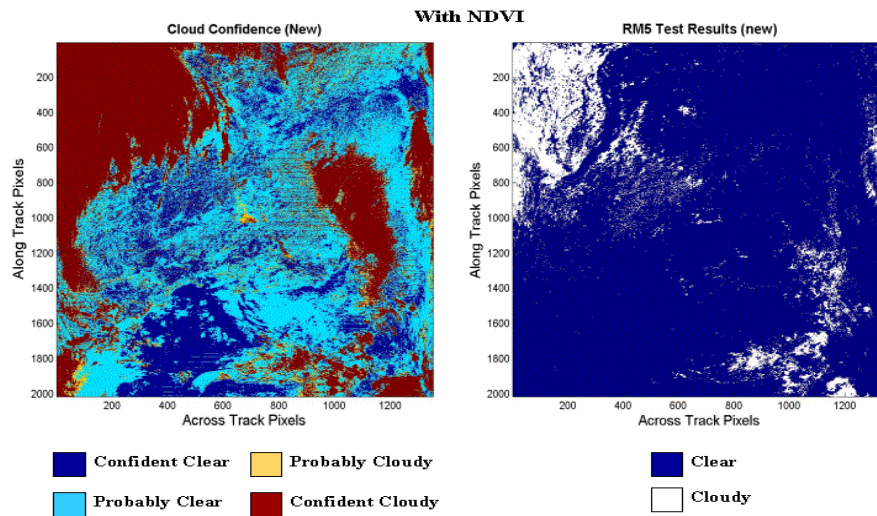 With NDVI
Cloud Confidence (New)
Along Track Pixels
200
400
600
800
1000
1200
1400
1600
1800
2000
200 400 600 800 1000 1200
Across Track Pixels
RM5 Test Results (new)
Along Track Pixels
200
400
600
800
1000
1200
1400
1600
1800
2000
200 400 600 800 1000 1200
Across Track Pixels
Confident Clear
Probably Cloudy
Probably Clear
Confident Cloudy
Clear
Cloudy